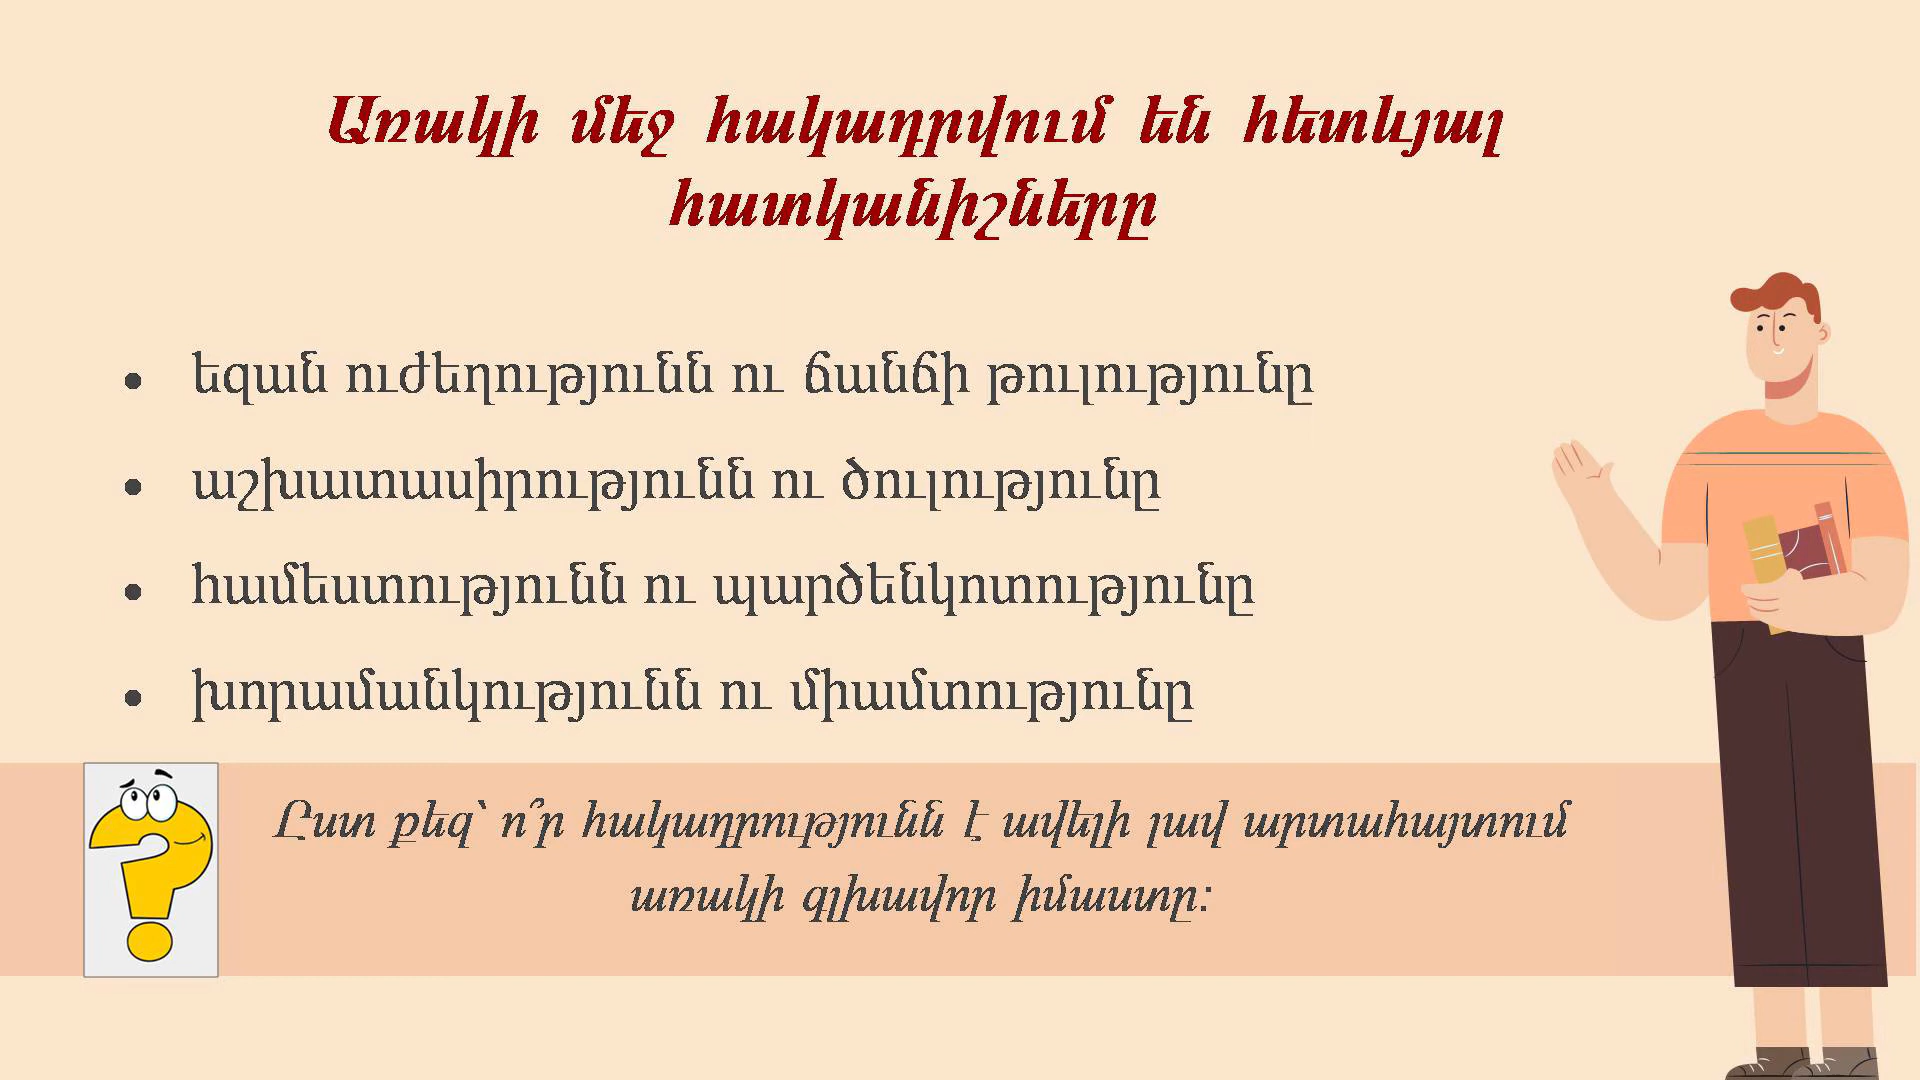 Առակի մեջ հակադրվում են հետևյալ
հատկանիշները
• եզան ուժեղությունն ու ճանճի թուլությունը
• աշխատասիրությունն ու ծուլությունը
• համեստությունն ու պարծենկոտությունը
• խորամանկությունն ու միամտությունը
Ըստ քեզ՝ ո՞ր հակադրությունն է ավելի լավ արտահայտում
առակի գլխավոր իմաստը: